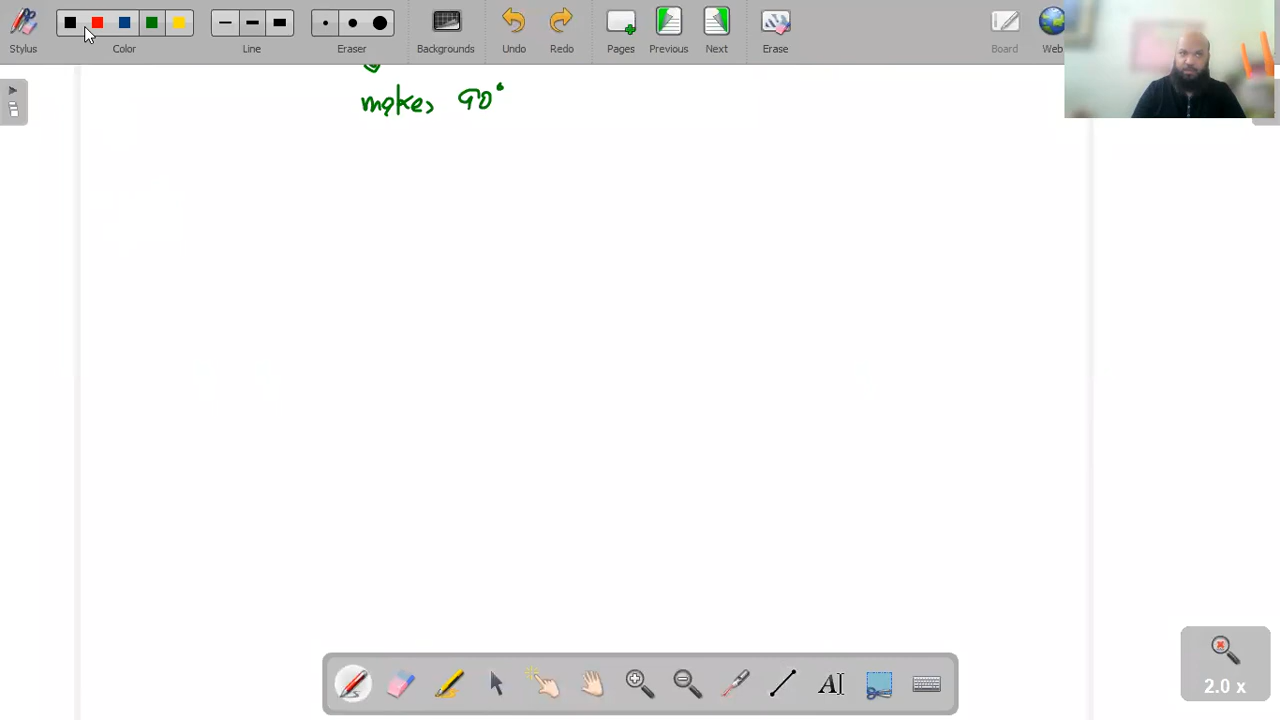 makes 90°
Stylus
Color
Line
Eraser
Backgrounds
Undo
Redo
Pages
Previous
Next
Erase
Board
Web
2.0 x